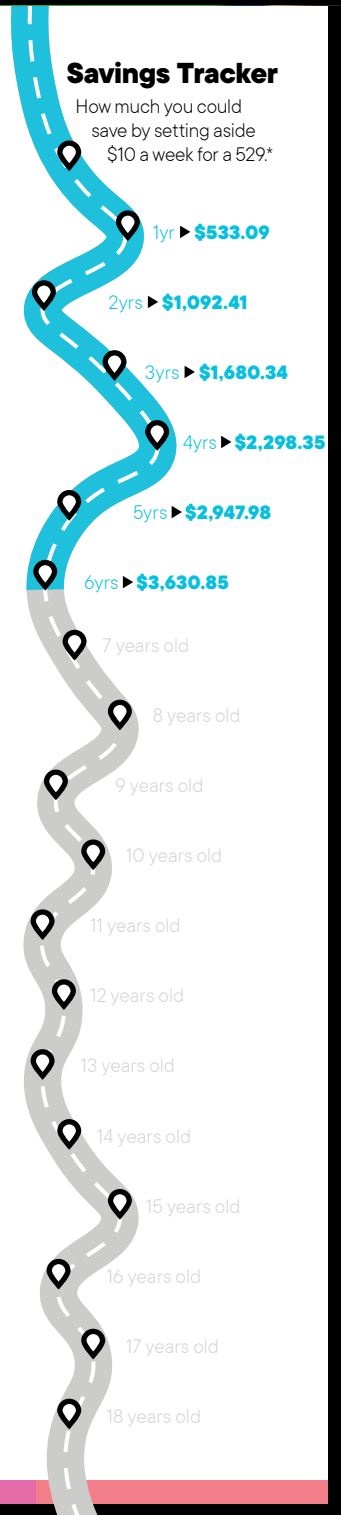 Savings Tracker
How much you could
save by setting aside
$10 a week for a 529.*
1yr ▶ $533.09
2yrs ▶ $1,092.41
3yrs ▶ $1,680.34
4yrs ▶ $2,298.35
5yrs ▶ $2,947.98
6yrs ▶ $3,630.85
7 years old
8 years old
9 years old
10 years old
11 years old
12 years old
13 years old
14 years old
15 years old
16 years old
17 years old
18 years old